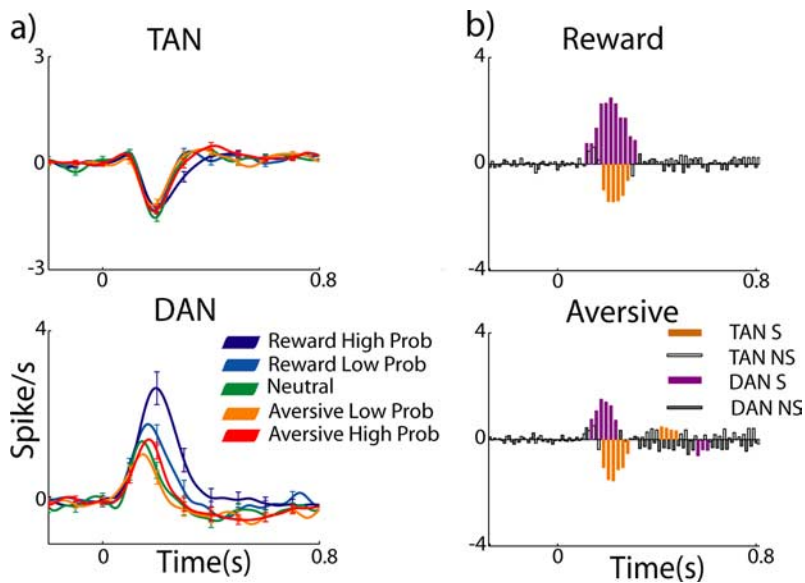 a)
TAN
3
0
-3
0
0.8
DAN
4
0
Spike/s
Reward High Prob
Reward Low Prob
Neutral
Aversive Low Prob
Aversive High Prob
0
0.8
Time(s)
b)
Reward
4
0
-4
0
0.8
Aversive
4
0
-4
TAN S
TAN NS
DAN S
DAN NS
0
0.8
Time(s)